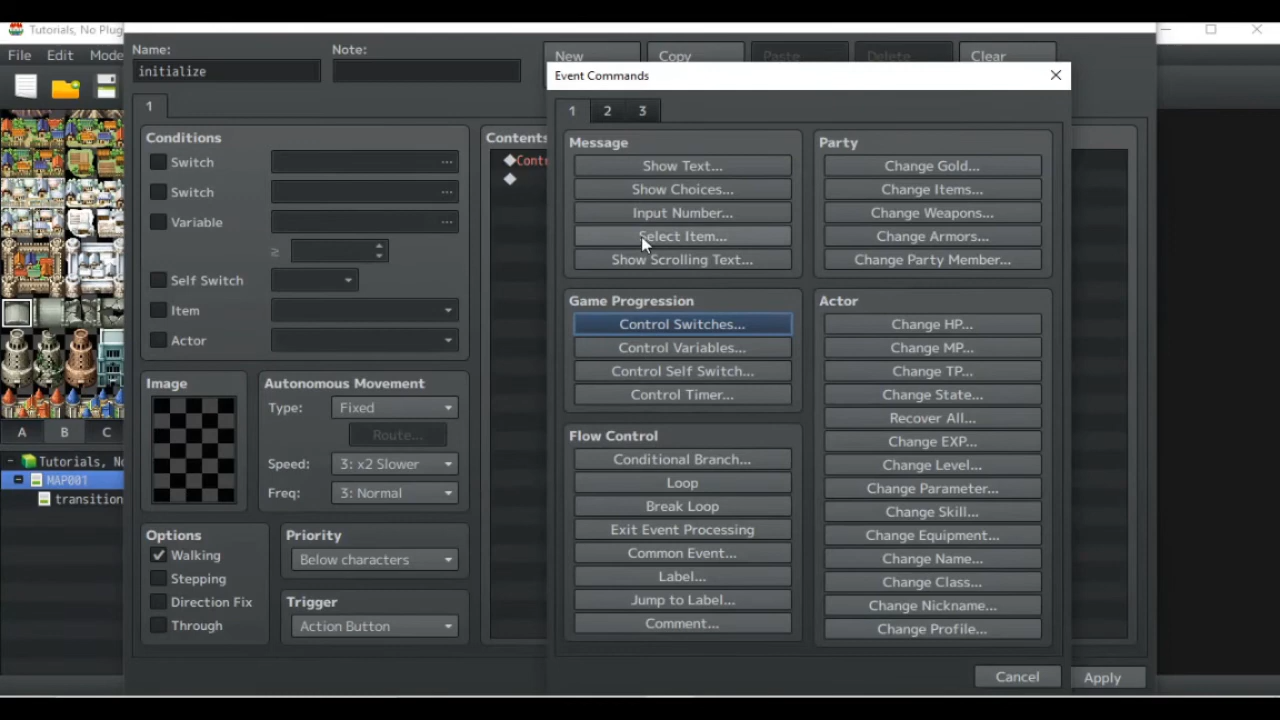 Tutorials, No Plug
File Edit Mode
Name:
initialize
Note:
New Copy Paste Delete Clear
1
Conditions
Switch
Switch
Variable
≥
Self Switch
Item
Actor
Image
Autonomous Movement
Type: Fixed
Route...
Speed: 3: x2 Slower
Freq: 3: Normal
Options
Walking
Stepping
Direction Fix
Through
Priority
Below characters
Trigger
Action Button
Contents
◆Contr
◆
A B C
Tutorials, No
MAP001
transition
Event Commands
1 2 3
Message
Show Text...
Show Choices...
Input Number...
Select Item...
Show Scrolling Text...
Game Progression
Control Switches...
Control Variables...
Control Self Switch...
Control Timer...
Flow Control
Conditional Branch...
Loop
Break Loop
Exit Event Processing
Common Event...
Label...
Jump to Label...
Comment...
Party
Change Gold...
Change Items...
Change Weapons...
Change Armors...
Change Party Member...
Actor
Change HP...
Change MP...
Change TP...
Change State...
Recover All...
Change EXP...
Change Level...
Change Parameter...
Change Skill...
Change Equipment...
Change Name...
Change Class...
Change Nickname...
Change Profile...
Cancel
Apply